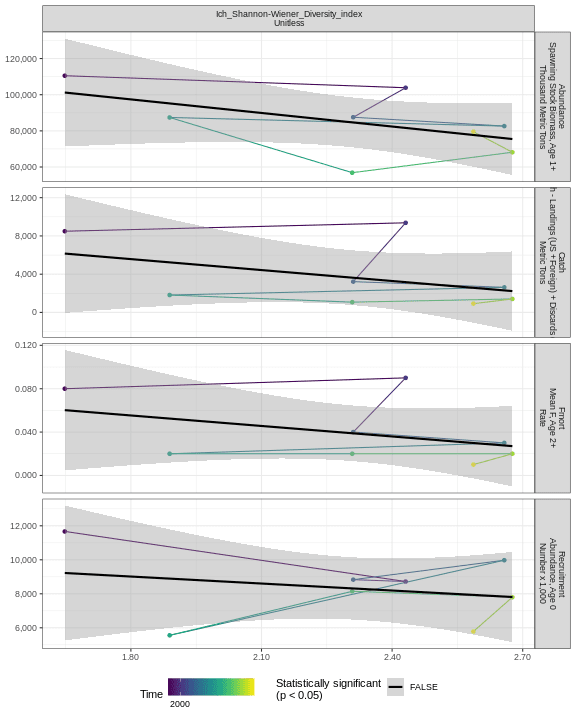 Ich_Shannon-Wiener_Diversity_index
Unitless
120,000
100,000
80,000
60,000
Abundance
Spawning Stock Biomass, Age 1+
Thousand Metric Tons
12,000
8,000
4,000
0
Catch
h - Landings (US +Foreign) + Discards
Metric Tons
0.120
0.080
0.040
0.000
Fmort
Mean F, Age 2+
Rate
12,000
10,000
8,000
6,000
Recruitment
Abundance, Age 0
Number x 1,000
1.80
2.10
2.40
2.70
Time
2000
Statistically significant
(p < 0.05)
FALSE